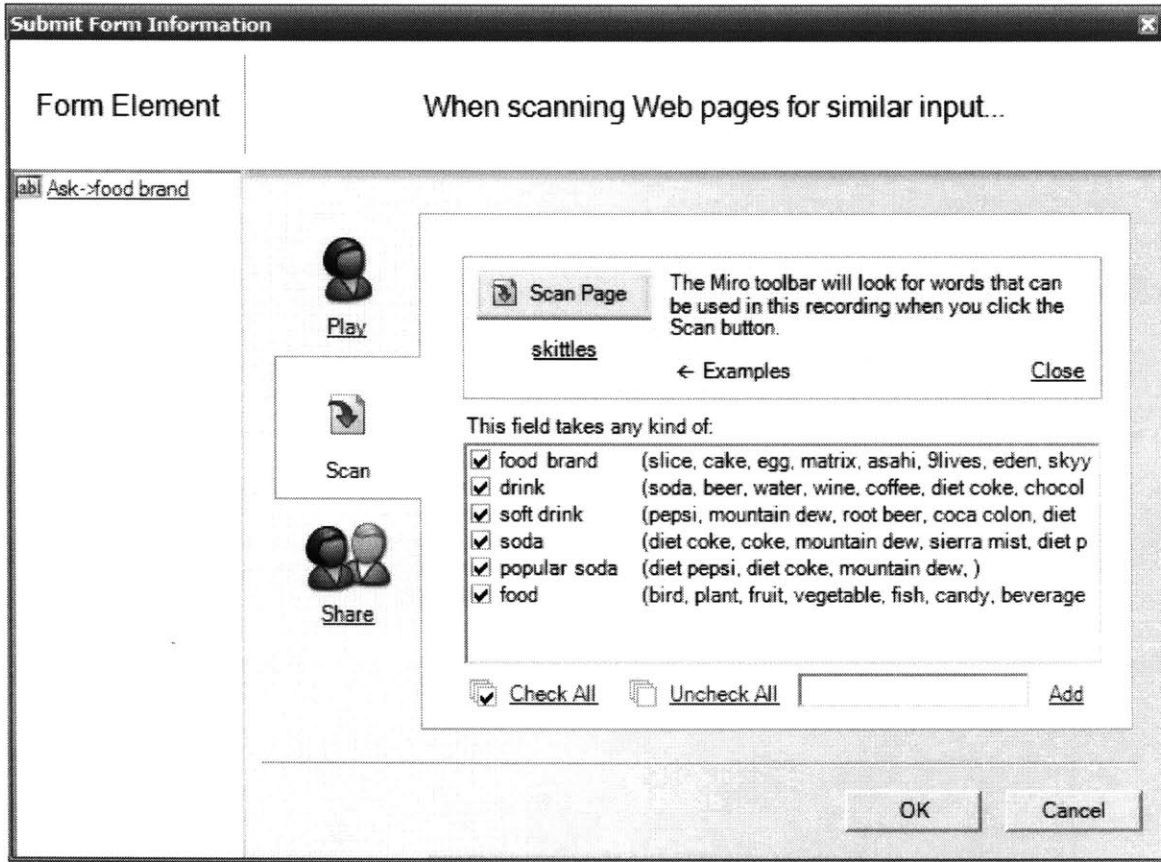 Submit Form Information
Form Element
When scanning Web pages for similar input...
abl Ask->food brand
Play
Scan
Share
Scan Page
skittles
The Miro toolbar will look for words that can
be used in this recording when you click the
Scan button.
← Examples Close
This field takes any kind of:
food brand (slice, cake, egg, matrix, asahi, 9lives, eden, skyy
drink (soda, beer, water, wine, coffee, diet coke, chocol
soft drink (pepsi, mountain dew, root beer, coca colon, diet
soda (diet coke, coke, mountain dew, sierra mist, diet p
popular soda (diet pepsi, diet coke, mountain dew, )
food (bird, plant, fruit, vegetable, fish, candy, beverage
Check All Uncheck All Add
OK Cancel